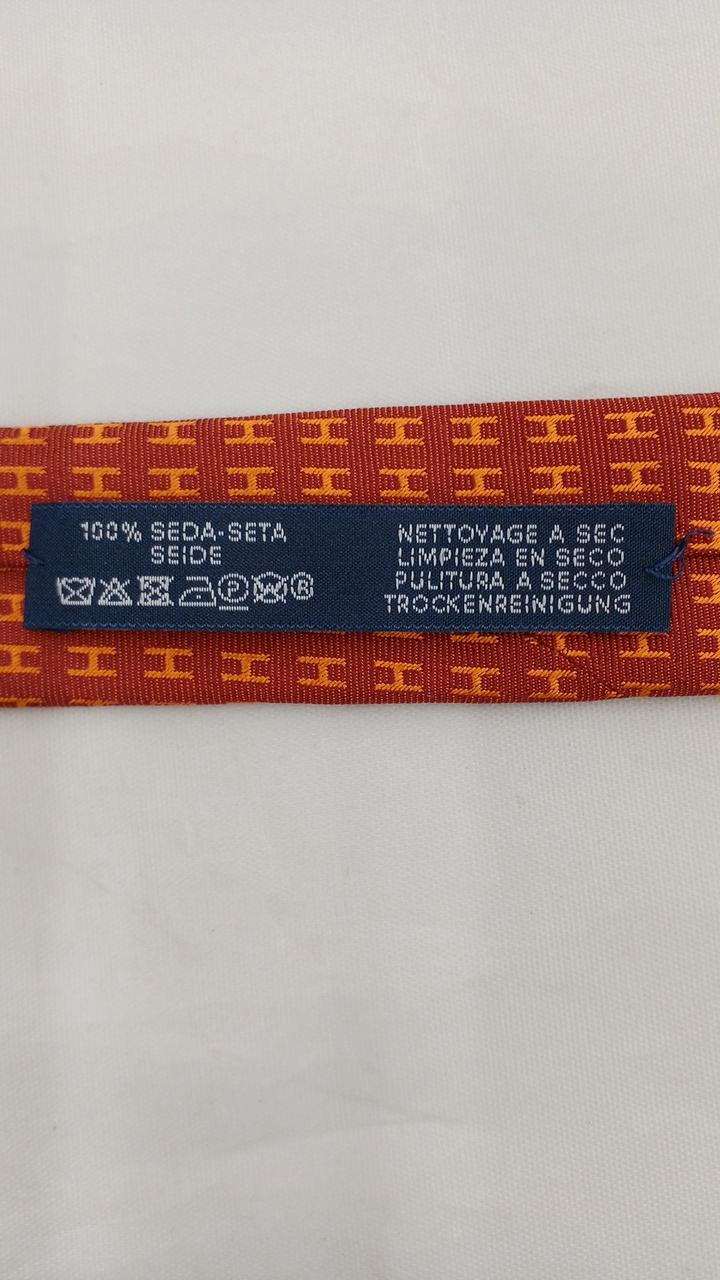 100% SEDA-SETA
SEIDE
P W ®
NETTOYAGE A SEC
LIMPIEZA EN SECO
PULITURA A SECCO
TROCKENREINIGUNG